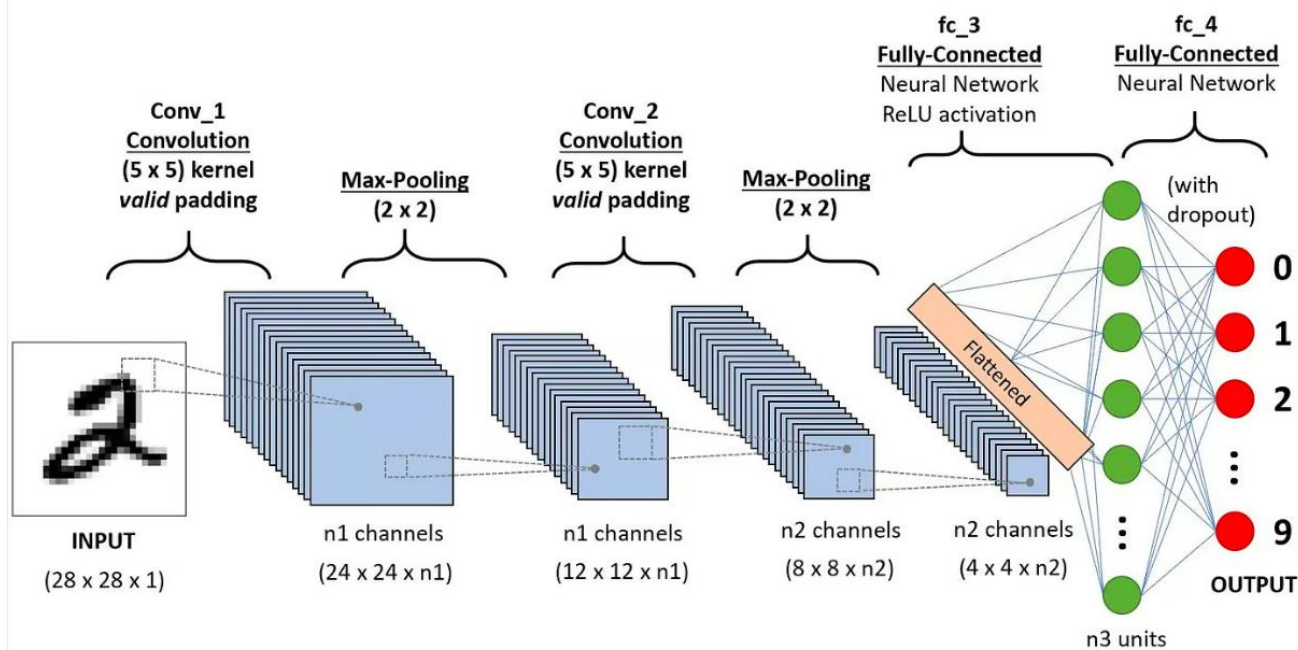 Conv_1
Convolution
(5 x 5) kernel
valid padding
Max-Pooling
(2 x 2)
Conv_2
Convolution
(5 x 5) kernel
valid padding
Max-Pooling
(2 x 2)
fc_3
Fully-Connected
Neural Network
ReLU activation
fc_4
Fully-Connected
Neural Network
(with
dropout)
Flattened
0
1
2
9
OUTPUT
INPUT
(28 x 28 x 1)
n1 channels
(24 x 24 x n1)
n1 channels
(12 x 12 x n1)
n2 channels
(8 x 8 x n2)
n2 channels
(4 x 4 x n2)
n3 units